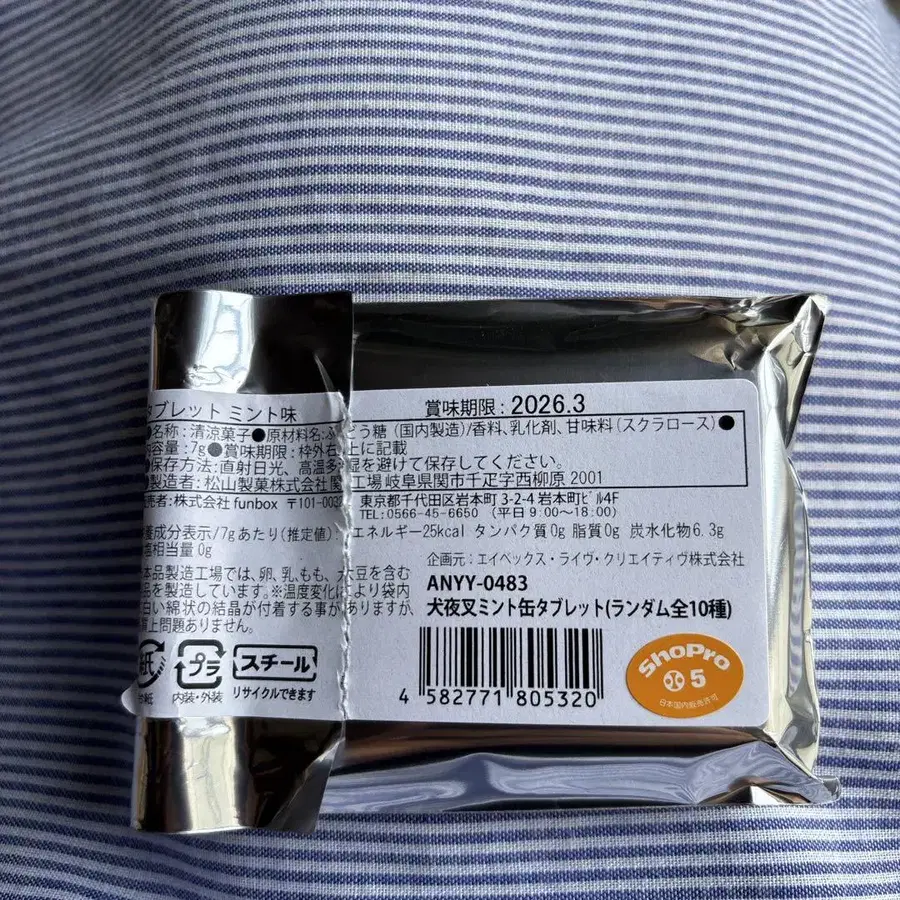 タブレット ミント味
賞味期限：2026.3
●名称：清涼菓子●原材料名：ぶどう糖（国内製造）/香料、乳化剤、甘味料（スクラロース）●
内容量：7g●賞味期限：枠外右上に記載
●保存方法：直射日光、高温多湿を避けて保存してください。
製造者：松山製菓株式会社 工場 岐阜県関市千疋字西柳原 2001
販売者：株式会社 funbox 〒101-003
東京都千代田区岩本町 3-2-4 岩本町ビル4F
TEL:0566-45-6650 （平日 9:00～18:00）
栄養成分表示/7gあたり(推定値)： エネルギー25kcal タンパク質0g 脂質0g 炭水化物6.3g
相当量0g
企画元：エイベックス・ライヴ・クリエイティヴ株式会社
本品製造工場では、卵、乳、もも、大豆を含む
品を製造しています。※温度変化により袋内
白い綿状の結晶が付着する事がありますが、
上問題ありません。
ANYY-0483
犬夜叉ミント缶タブレット(ランダム全10種)
紙
プラ
内装・外装
スチール
リサイクルできます
4 582771 805320
ShoPro
5
日本国内販売許可